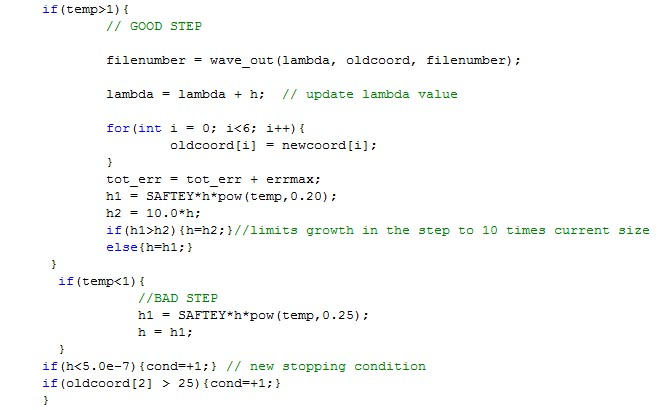 if(temp>1){
// GOOD STEP
filenumber = wave_out(lambda, oldcoord, filenumber);
lambda = lambda + h; // update lambda value
for(int i = 0; i<6; i++){
oldcoord[i] = newcoord[i];
}
tot_err = tot_err + errmax;
h1 = SAFTEY*h*pow(temp,0.20);
h2 = 10.0*h;
if(h1>h2){h=h2;}//limits growth in the step to 10 times current size
else{h=h1;}
}
if(temp<1){
//BAD STEP
h1 = SAFTEY*h*pow(temp,0.25);
h = h1;
}
if(h<5.0e-7){cond=+1;} // new stopping condition
if(oldcoord[2] > 25){cond=+1;}
}